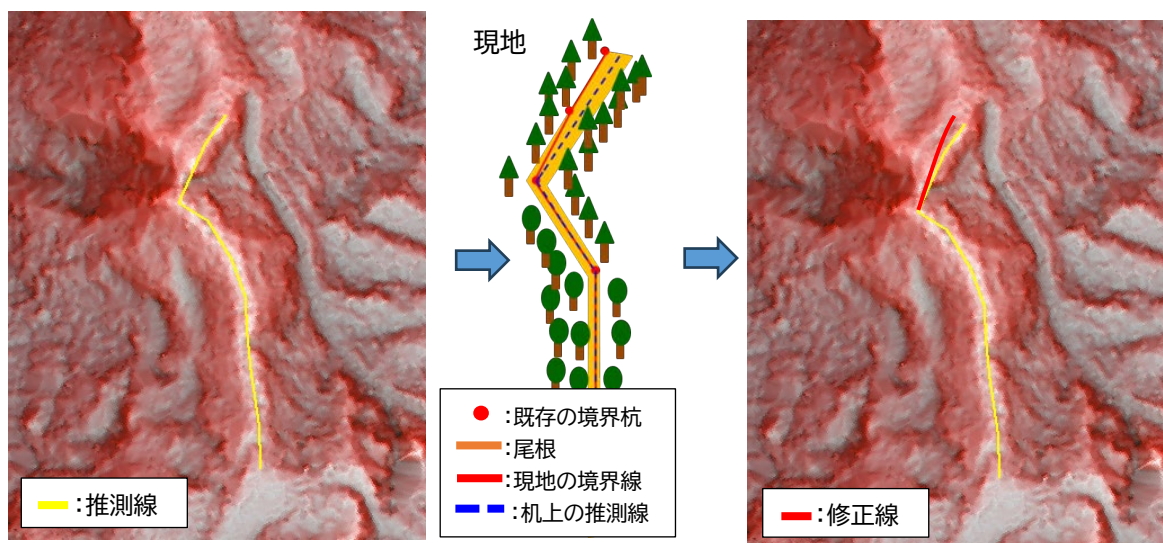 現地
:推測線
:既存の境界杭
:尾根
:現地の境界線
:机上の推測線
:修正線